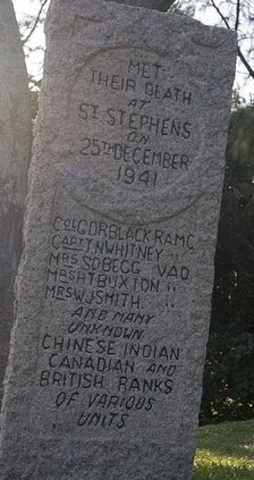 MET
THEIR DEATH
AT
ST STEPHENS
ON
25TH DECEMBER
1941
COL GDR BLACK RAMC
CAPT P.N. WHITNEY "
MRS S.D BEGG VAD
MRS H.T BUXTON "
MRS W.J SMITH "
AND MANY
UNKNOWN
CHINESE INDIAN
CANADIAN AND
BRITISH RANKS
OF VARIOUS
UNITS